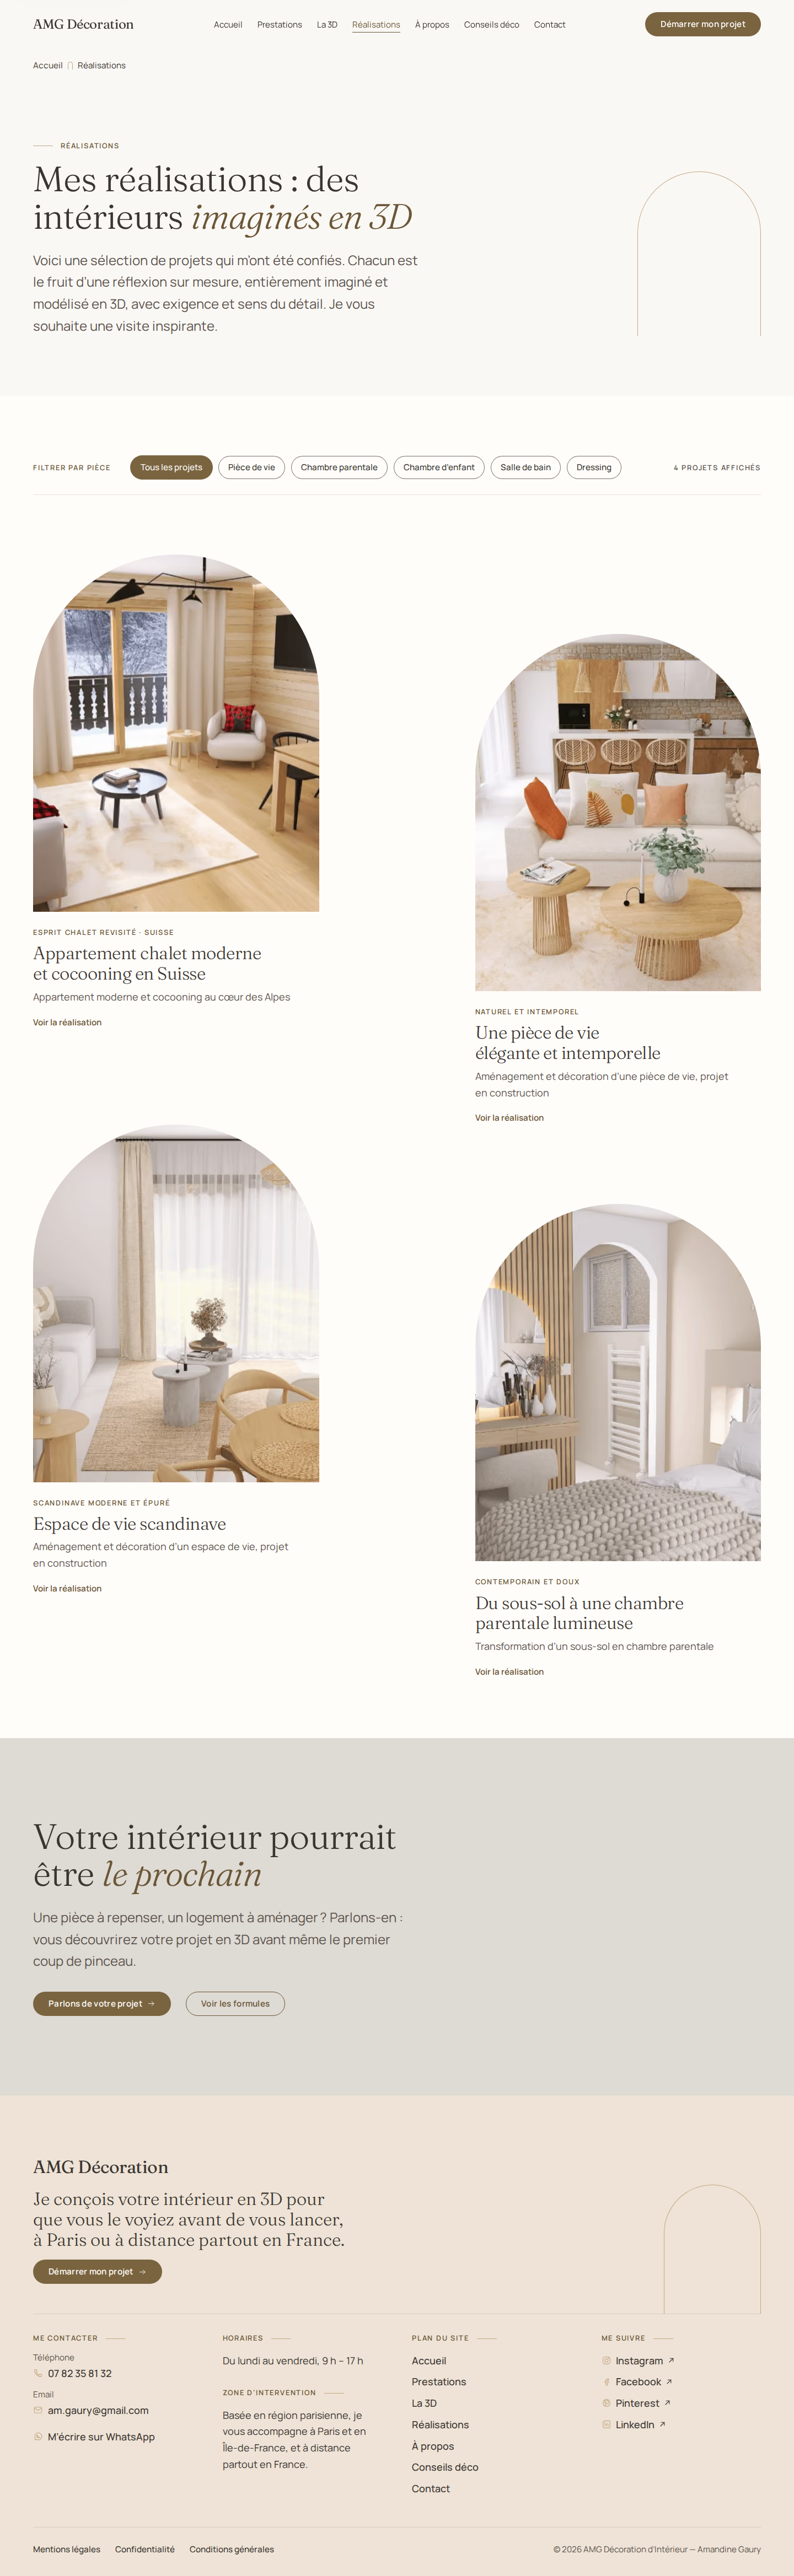 AMG Décoration
Accueil
Prestations
La 3D
Réalisations
À propos
Conseils déco
Contact
Démarrer mon projet
Accueil
Réalisations
RÉALISATIONS
Mes réalisations : des
intérieurs imaginés en 3D
Voici une sélection de projets qui m'ont été confiés. Chacun est
le fruit d'une réflexion sur mesure, entièrement imaginé et
modélisé en 3D, avec exigence et sens du détail. Je vous
souhaite une visite inspirante.
FILTRER PAR PIÈCE
Tous les projets
Pièce de vie
Chambre parentale
Chambre d'enfant
Salle de bain
Dressing
4 PROJETS AFFICHÉS
ESPRIT CHALET REVISITÉ - SUISSE
Appartement chalet moderne
et cocooning en Suisse
Appartement moderne et cocooning au cœur des Alpes
Voir la réalisation
NATUREL ET INTEMPOREL
Une pièce de vie
élégante et intemporelle
Aménagement et décoration d'une pièce de vie, projet
en construction
Voir la réalisation
SCANDINAVE MODERNE ET ÉPURÉ
Espace de vie scandinave
Aménagement et décoration d'un espace de vie, projet
en construction
Voir la réalisation
CONTEMPORAIN ET DOUX
Du sous-sol à une chambre
parentale lumineuse
Transformation d'un sous-sol en chambre parentale
Voir la réalisation
Votre intérieur pourrait
être le prochain
Une pièce à repenser, un logement à aménager ? Parlons-en :
vous découvrirez votre projet en 3D avant même le premier
coup de pinceau.
Parlons de votre projet →
Voir les formules
AMG Décoration
Je conçois votre intérieur en 3D pour
que vous le voyiez avant de vous lancer,
à Paris ou à distance partout en France.
Démarrer mon projet →
ME CONTACTER
Téléphone
07 82 35 81 32
Email
am.gaury@gmail.com
M'écrire sur WhatsApp
HORAIRES
Du lundi au vendredi, 9 h – 17 h
ZONE D'INTERVENTION
Basée en région parisienne, je
vous accompagne à Paris et en
Île-de-France, et à distance
partout en France.
PLAN DU SITE
Accueil
Prestations
La 3D
Réalisations
À propos
Conseils déco
Contact
ME SUIVRE
Instagram ↗
Facebook ↗
Pinterest ↗
LinkedIn ↗
Mentions légales
Confidentialité
Conditions générales
© 2026 AMG Décoration d'Intérieur — Amandine Gaury